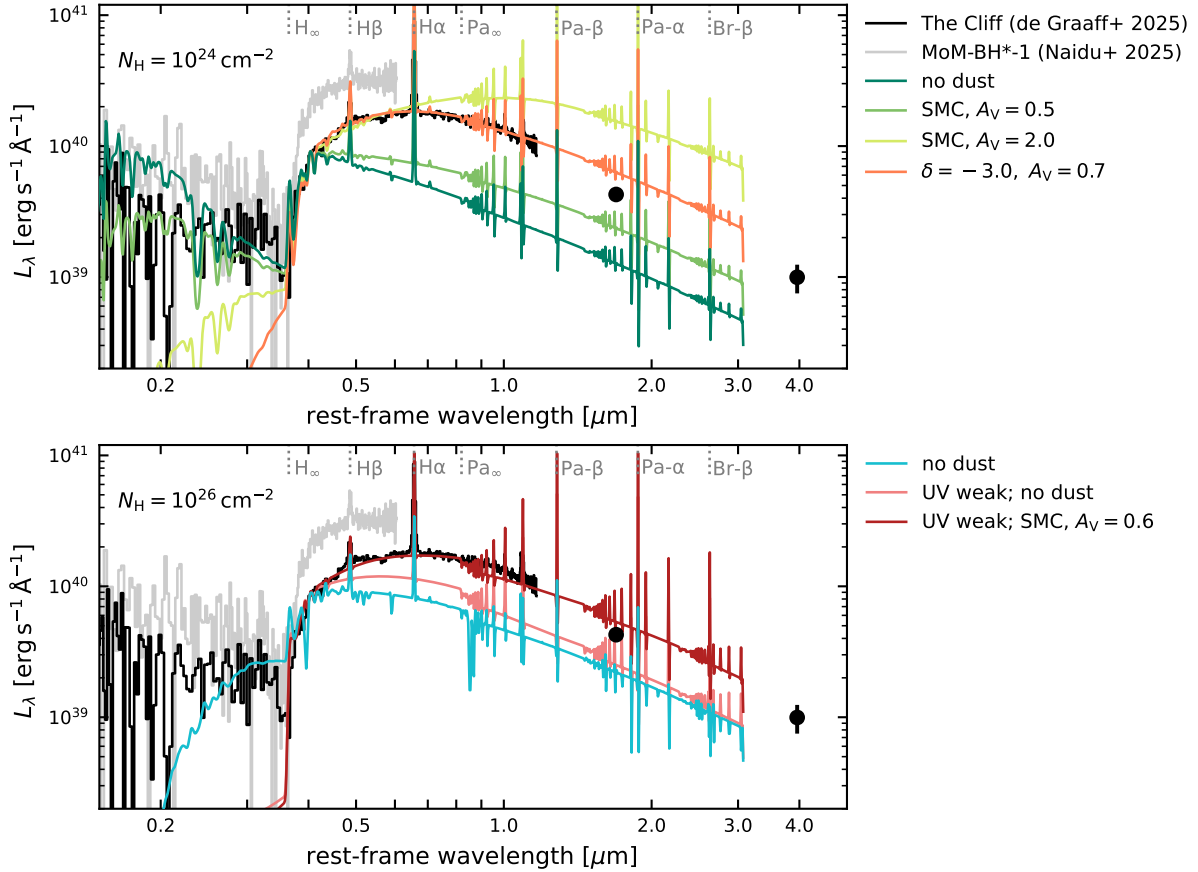 10^{41}
10^{40}
10^{39}
L_λ [erg s^{-1} Å^{-1}]
N_H = 10^{24} cm^{-2}
H_∞
Hβ
Hα
Pa_∞
Pa-β
Pa-α
Br-β
0.2
0.5
1.0
2.0
3.0
4.0
rest-frame wavelength [μm]
The Cliff (de Graaff+ 2025)
MoM-BH*-1 (Naidu+ 2025)
no dust
SMC, A_V = 0.5
SMC, A_V = 2.0
δ = −3.0, A_V = 0.7
10^{41}
10^{40}
10^{39}
L_λ [erg s^{-1} Å^{-1}]
N_H = 10^{26} cm^{-2}
H_∞
Hβ
Hα
Pa_∞
Pa-β
Pa-α
Br-β
0.2
0.5
1.0
2.0
3.0
4.0
rest-frame wavelength [μm]
no dust
UV weak; no dust
UV weak; SMC, A_V = 0.6